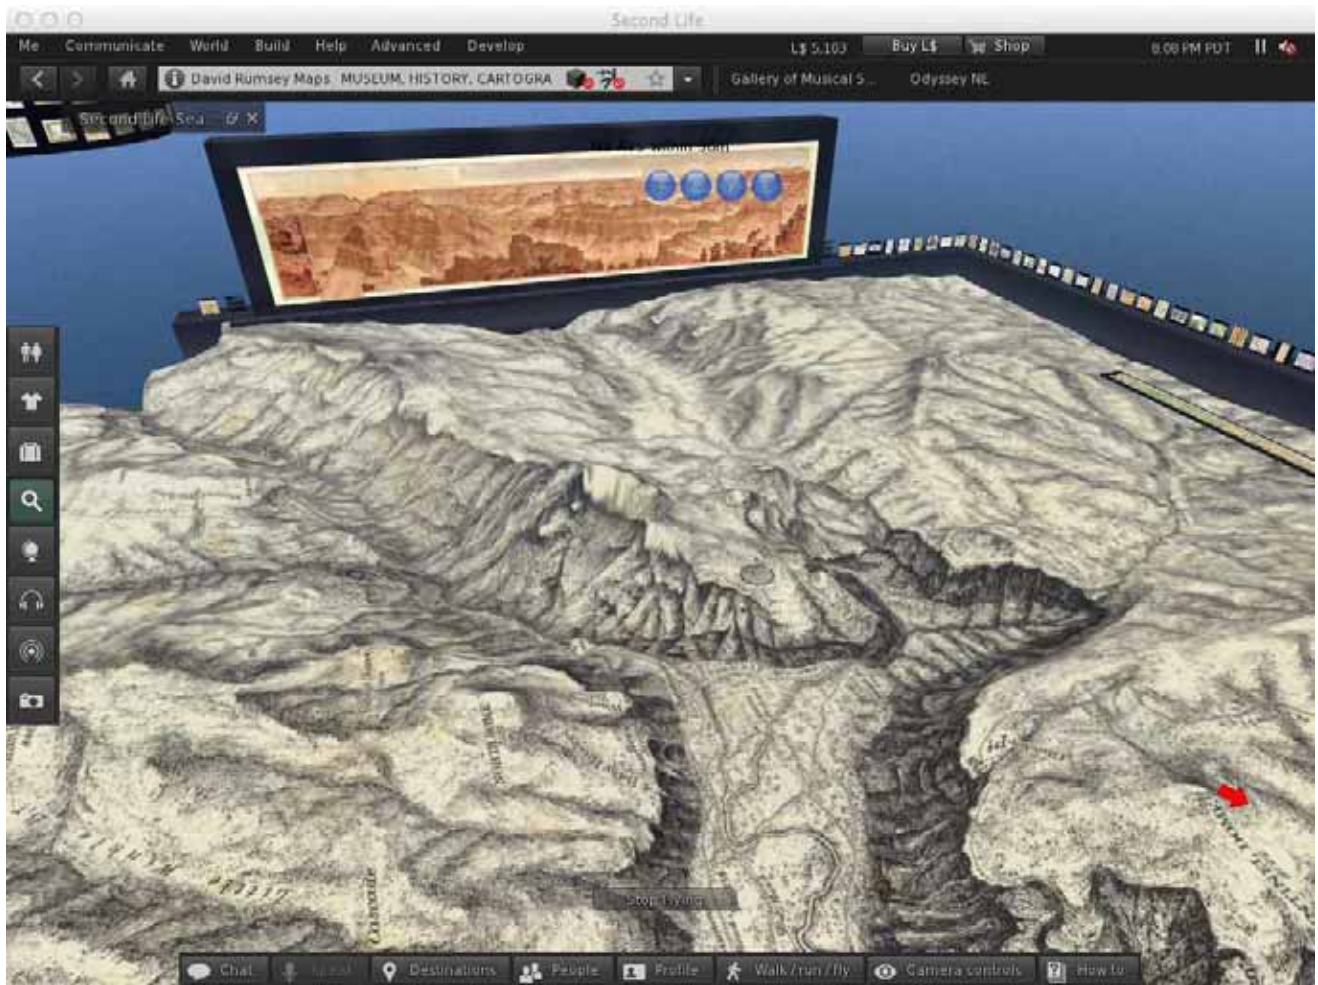 Second Life
Me Communicate World Build Help Advanced Develop L$ 5,103 Buy L$ Shop 8:08 PM PDT
David Rumsey Maps MUSEUM, HISTORY, CARTOGRA Gallery of Musical S... Odyssey NE
Second Life Sea
Stop Flying
Chat Speak Destinations People Profile Walk / run / fly Camera controls How to